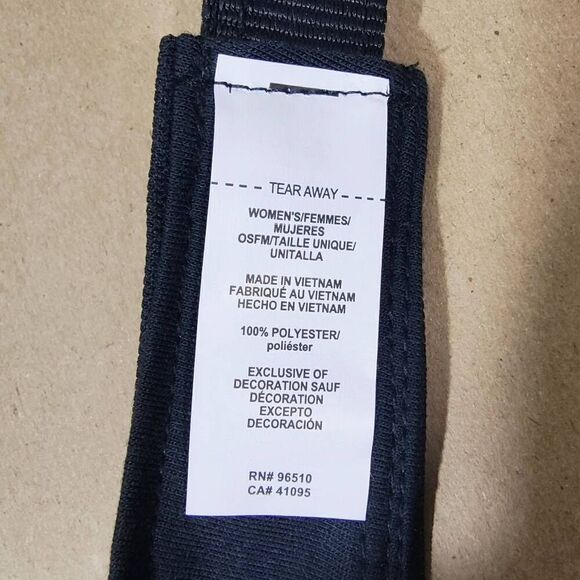 TEAR AWAY
WOMEN'S/FEMMES/
MUJERES
OSFM/TAILLE UNIQUE/
UNITALLA
MADE IN VIETNAM
FABRIQUÉ AU VIETNAM
HECHO EN VIETNAM
100% POLYESTER/
poliéster
EXCLUSIVE OF
DECORATION SAUF
DÉCORATION
EXCEPTO
DECORACIÓN
RN# 96510
CA# 41095